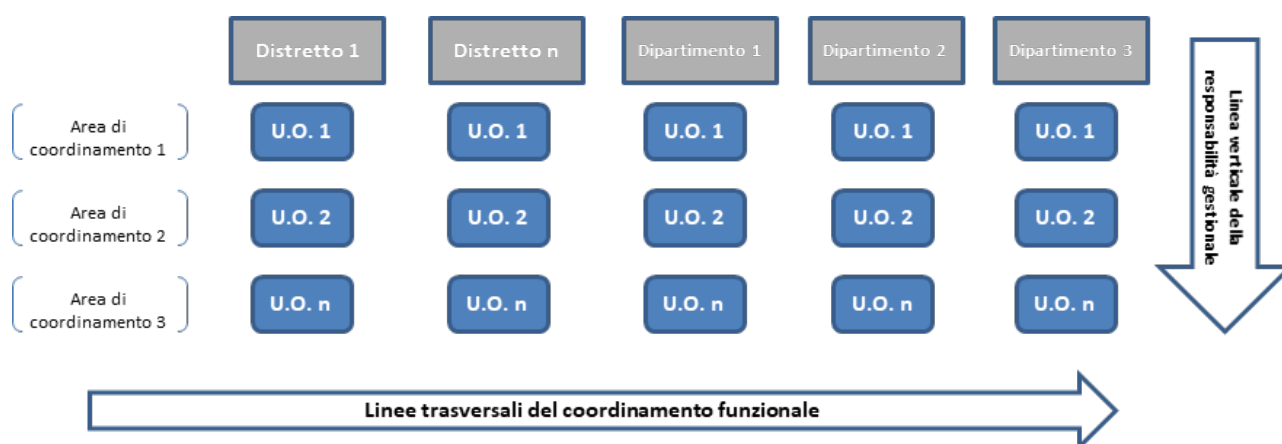 Distretto 1
Distretto n
Dipartimento 1
Dipartimento 2
Dipartimento 3
Area di
coordinamento 1
U.O. 1
U.O. 1
U.O. 1
U.O. 1
U.O. 1
Area di
coordinamento 2
U.O. 2
U.O. 2
U.O. 2
U.O. 2
U.O. 2
Area di
coordinamento 3
U.O. n
U.O. n
U.O. n
U.O. n
U.O. n
Linea verticale della
responsabilità gestionale
Linee trasversali del coordinamento funzionale